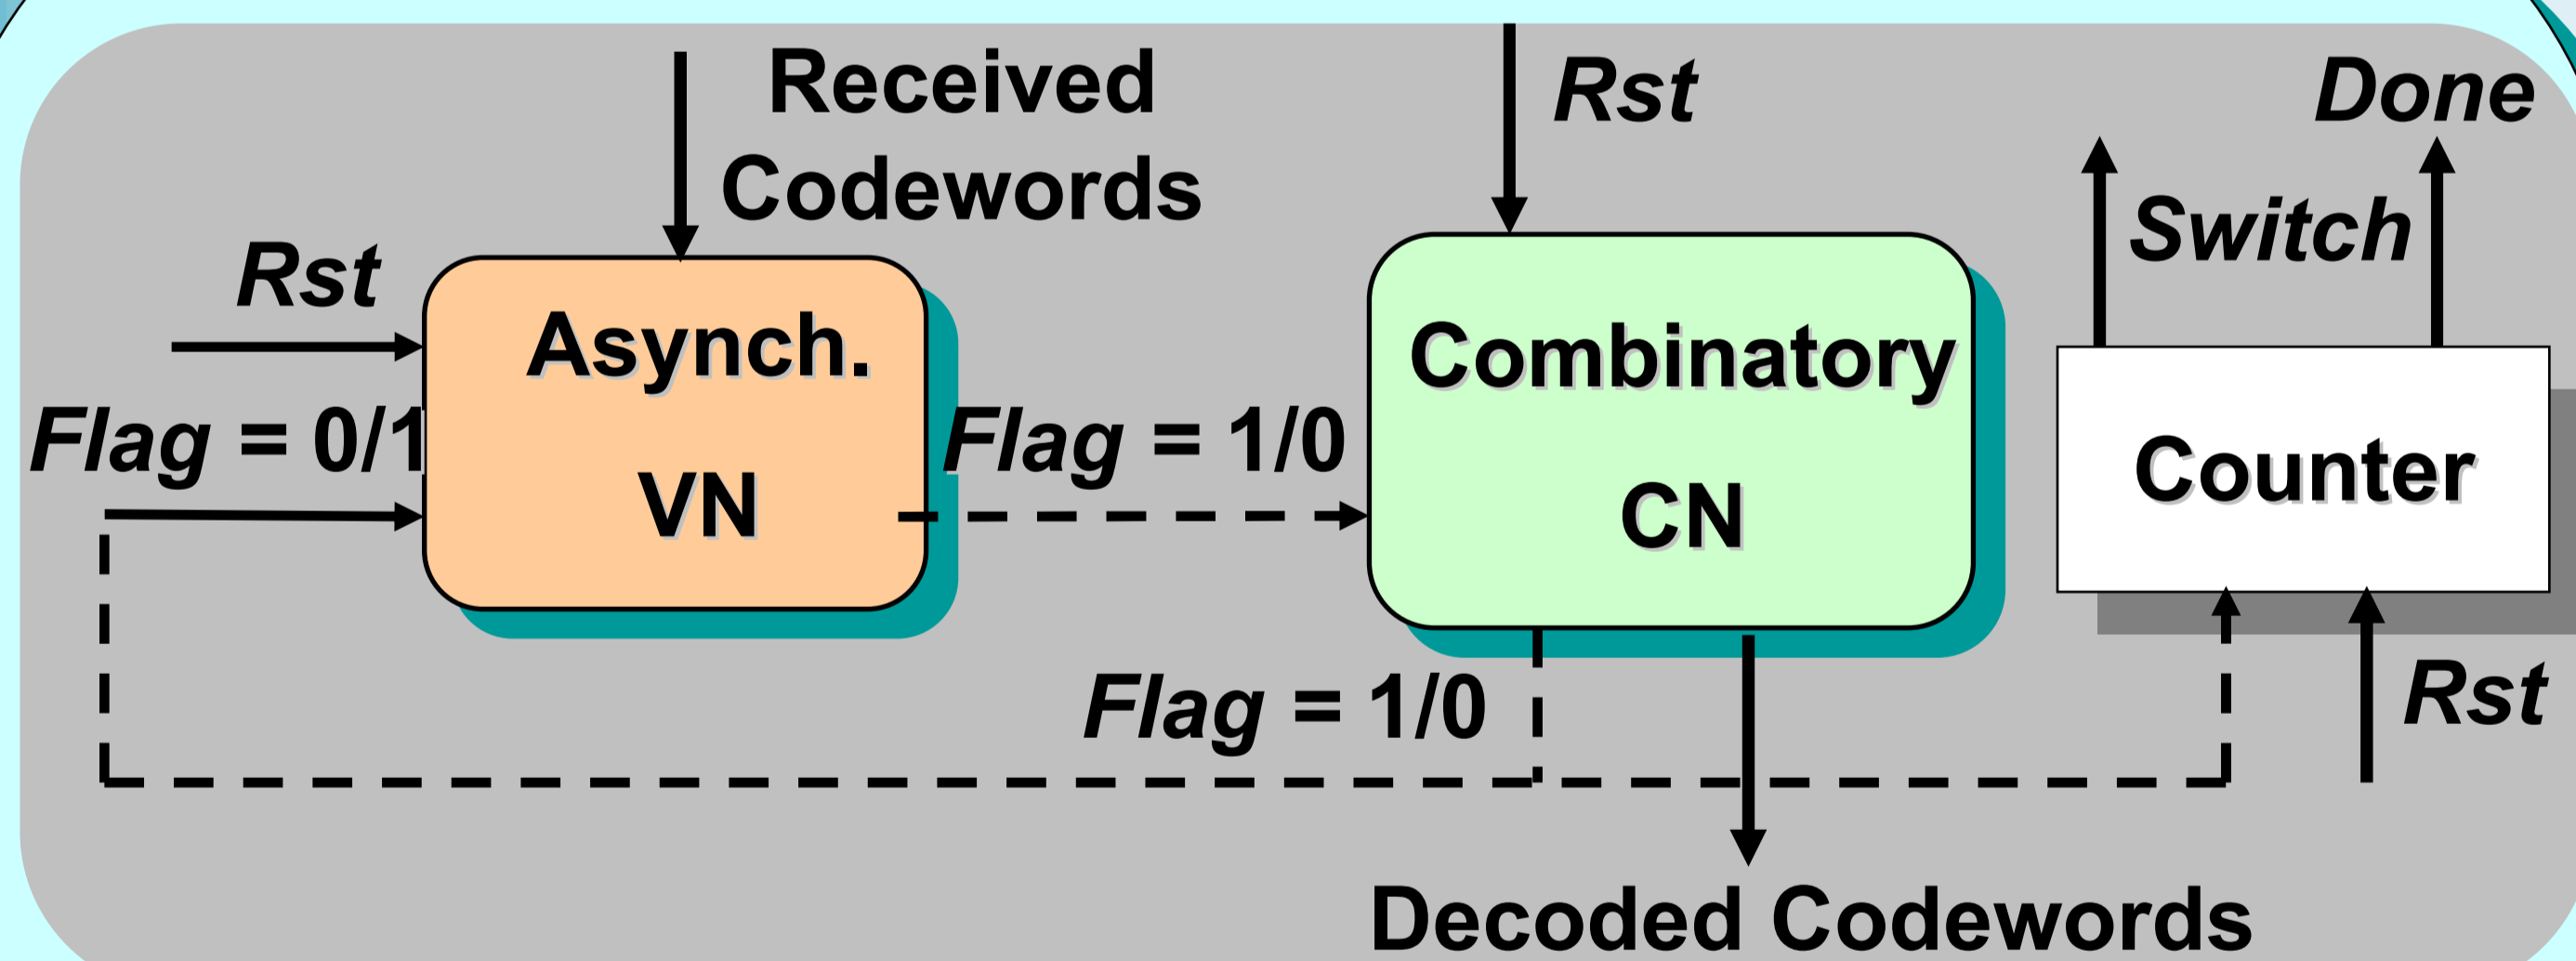 Received
Codewords
Rst
Done
Switch
Rst
Asynch.
VN
Flag = 0/1
Flag = 1/0
Combinatory
CN
Counter
Flag = 1/0
Rst
Decoded Codewords